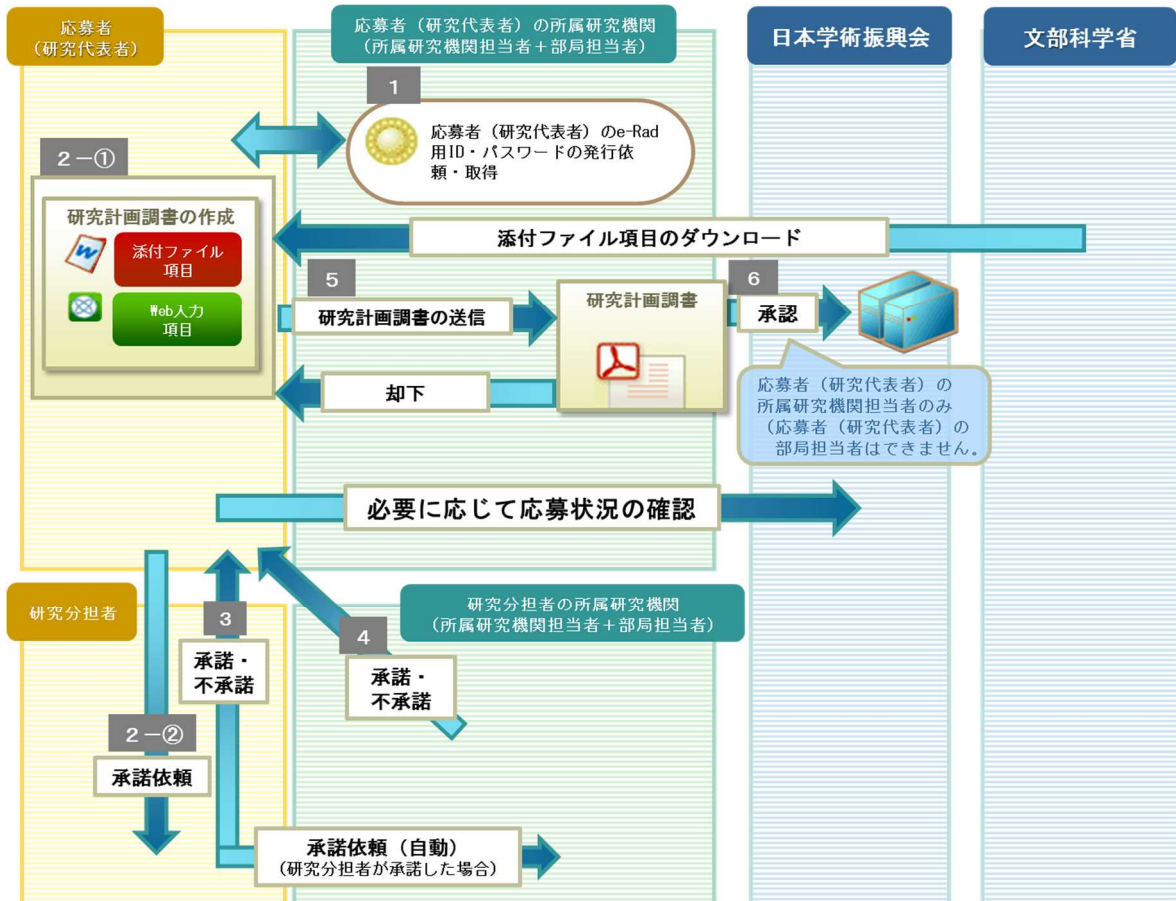 応募者
（研究代表者）
応募者（研究代表者）の所属研究機関
（所属研究機関担当者＋部局担当者）
日本学術振興会
文部科学省
1
応募者（研究代表者）のe-Rad
用ID・パスワードの発行依
頼・取得
2－①
研究計画調書の作成
W
添付ファイル
項目
Web入力
項目
添付ファイル項目のダウンロード
5
研究計画調書の送信
研究計画調書
6
承認
却下
応募者（研究代表者）の
所属研究機関担当者のみ
（応募者（研究代表者）の
部局担当者はできません。
必要に応じて応募状況の確認
研究分担者
研究分担者の所属研究機関
（所属研究機関担当者＋部局担当者）
3
承諾・
不承諾
4
承諾・
不承諾
2－②
承諾依頼
承諾依頼（自動）
（研究分担者が承諾した場合）